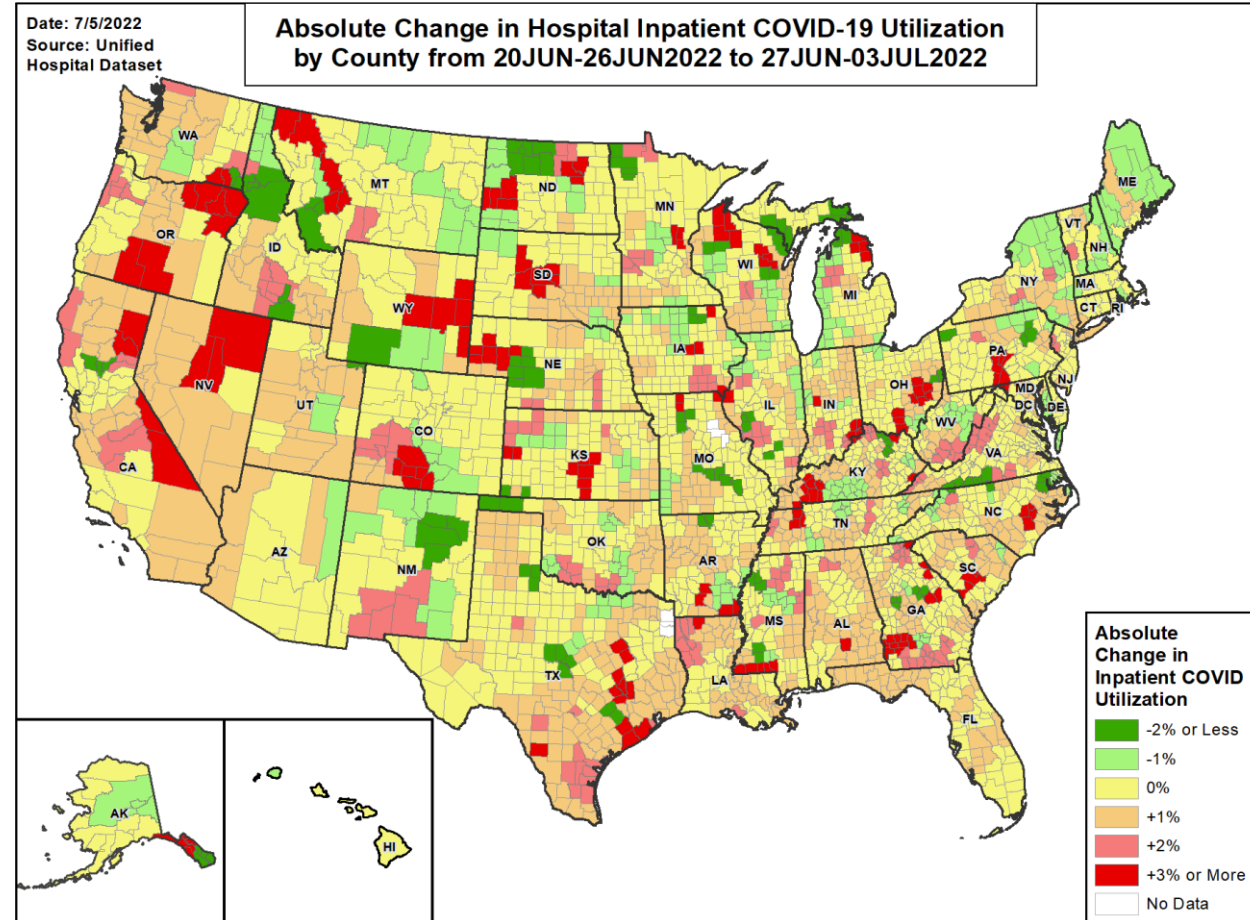 Date: 7/5/2022
Source: Unified
Hospital Dataset
Absolute Change in Hospital Inpatient COVID-19 Utilization
by County from 20JUN-26JUN2022 to 27JUN-03JUL2022
WA
MT
ND
MN
ME
VT
NH
OR
ID
SD
WI
MI
NY
MA
CT
RI
WY
IA
NE
PA
NJ
NV
UT
CO
IL
IN
OH
MD
DC
DE
WV
VA
CA
KS
MO
KY
AZ
NM
OK
AR
TN
NC
SC
MS
AL
GA
TX
LA
FL
AK
HI
Absolute
Change in
Inpatient COVID
Utilization
-2% or Less
-1%
0%
+1%
+2%
+3% or More
No Data